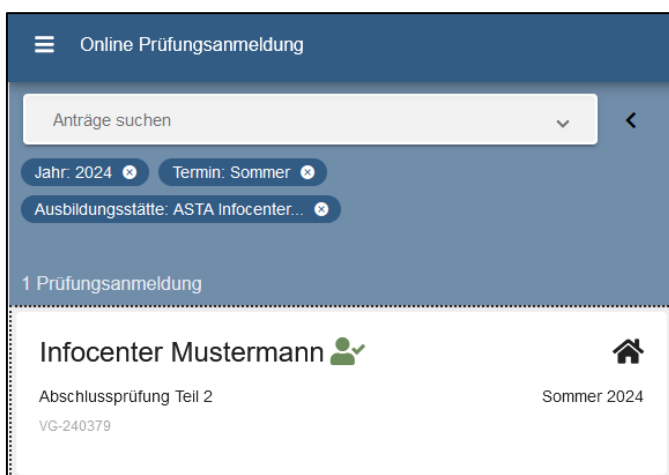 Online Prüfungsanmeldung
Anträge suchen
Jahr: 2024
Termin: Sommer
Ausbildungsstätte: ASTA Infocenter...
1 Prüfungsanmeldung
Infocenter Mustermann
Abschlussprüfung Teil 2
Sommer 2024
VG-240379